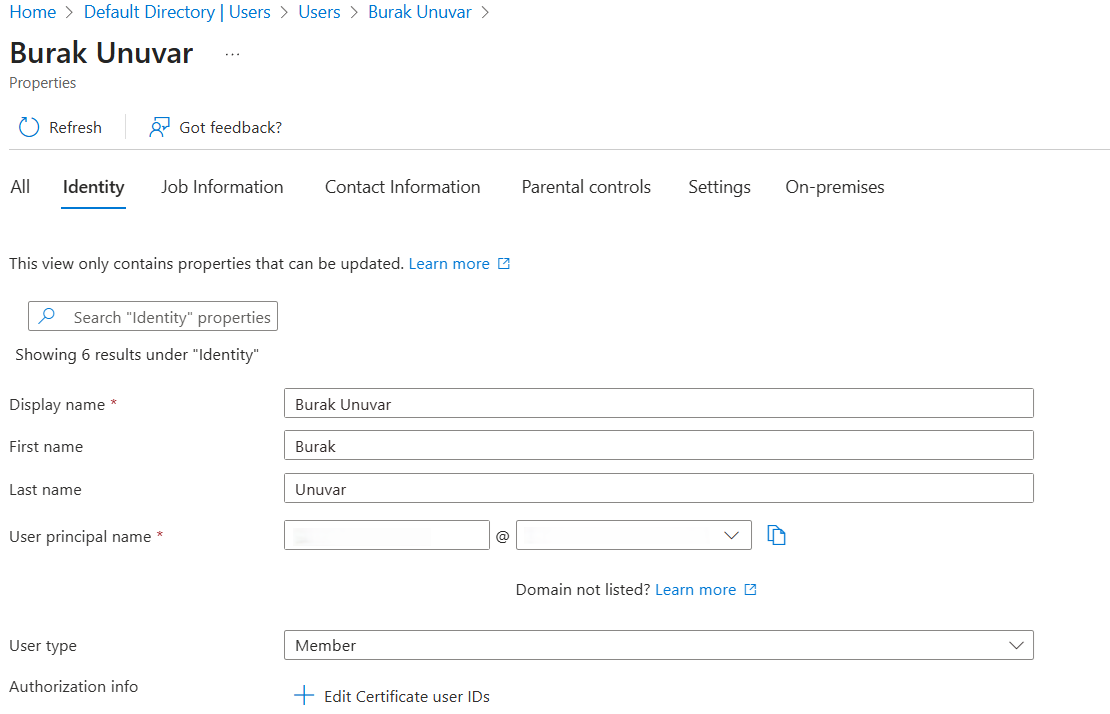 Home > Default Directory | Users > Users > Burak Unuvar >
Burak Unuvar ...
Properties
Refresh Got feedback?
All Identity Job Information Contact Information Parental controls Settings On-premises
This view only contains properties that can be updated. Learn more
Search "Identity" properties
Showing 6 results under "Identity"
Display name * Burak Unuvar
First name Burak
Last name Unuvar
User principal name * @
Domain not listed? Learn more
User type Member
Authorization info
Edit Certificate user IDs